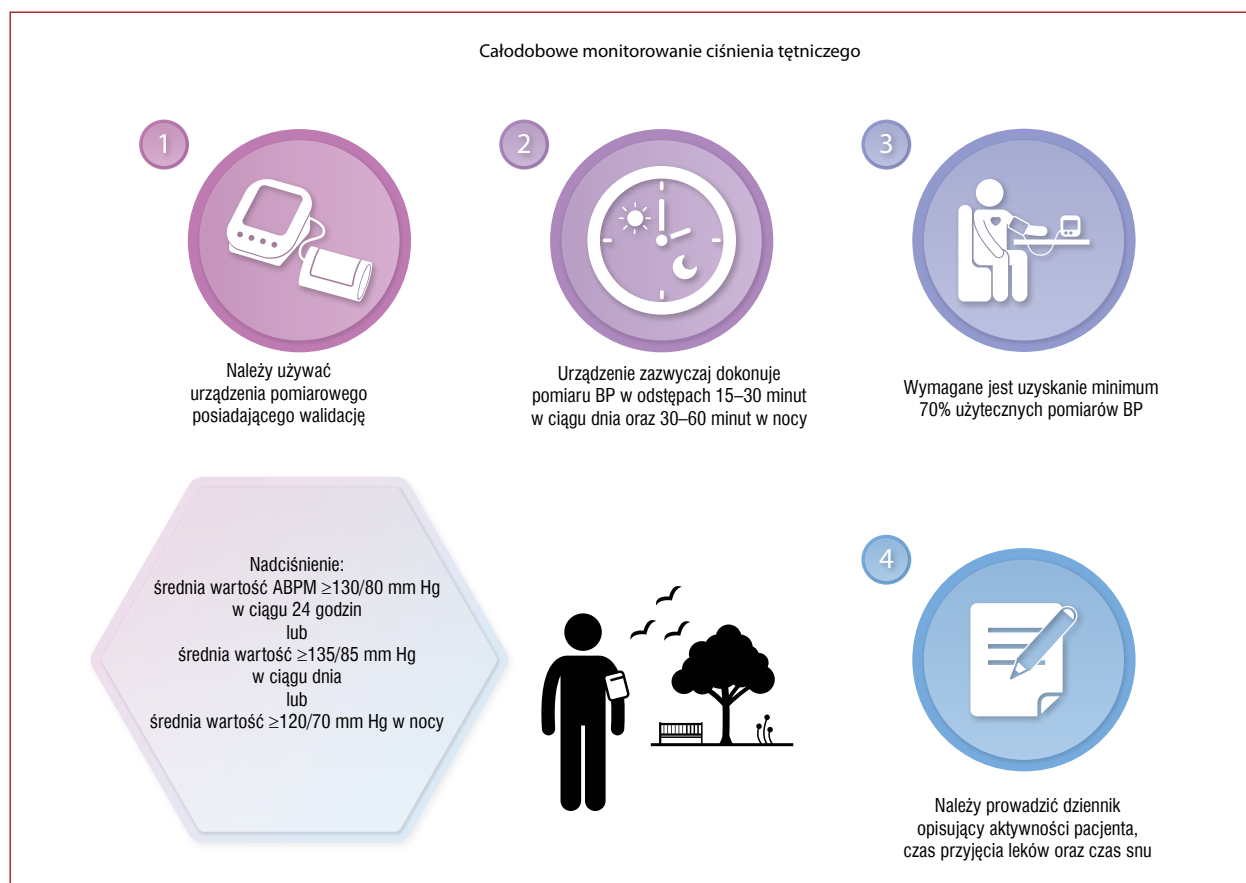 Całodobowe monitorowanie ciśnienia tętniczego
1
Należy używać
urządzenia pomiarowego
posiadającego walidację
2
Urządzenie zazwyczaj dokonuje
pomiaru BP w odstępach 15–30 minut
w ciągu dnia oraz 30–60 minut w nocy
3
Wymagane jest uzyskanie minimum
70% użytecznych pomiarów BP
Nadciśnienie:
średnia wartość ABPM ≥130/80 mm Hg
w ciągu 24 godzin
lub
średnia wartość ≥135/85 mm Hg
w ciągu dnia
lub
średnia wartość ≥120/70 mm Hg w nocy
4
Należy prowadzić dziennik
opisujący aktywności pacjenta,
czas przyjęcia leków oraz czas snu